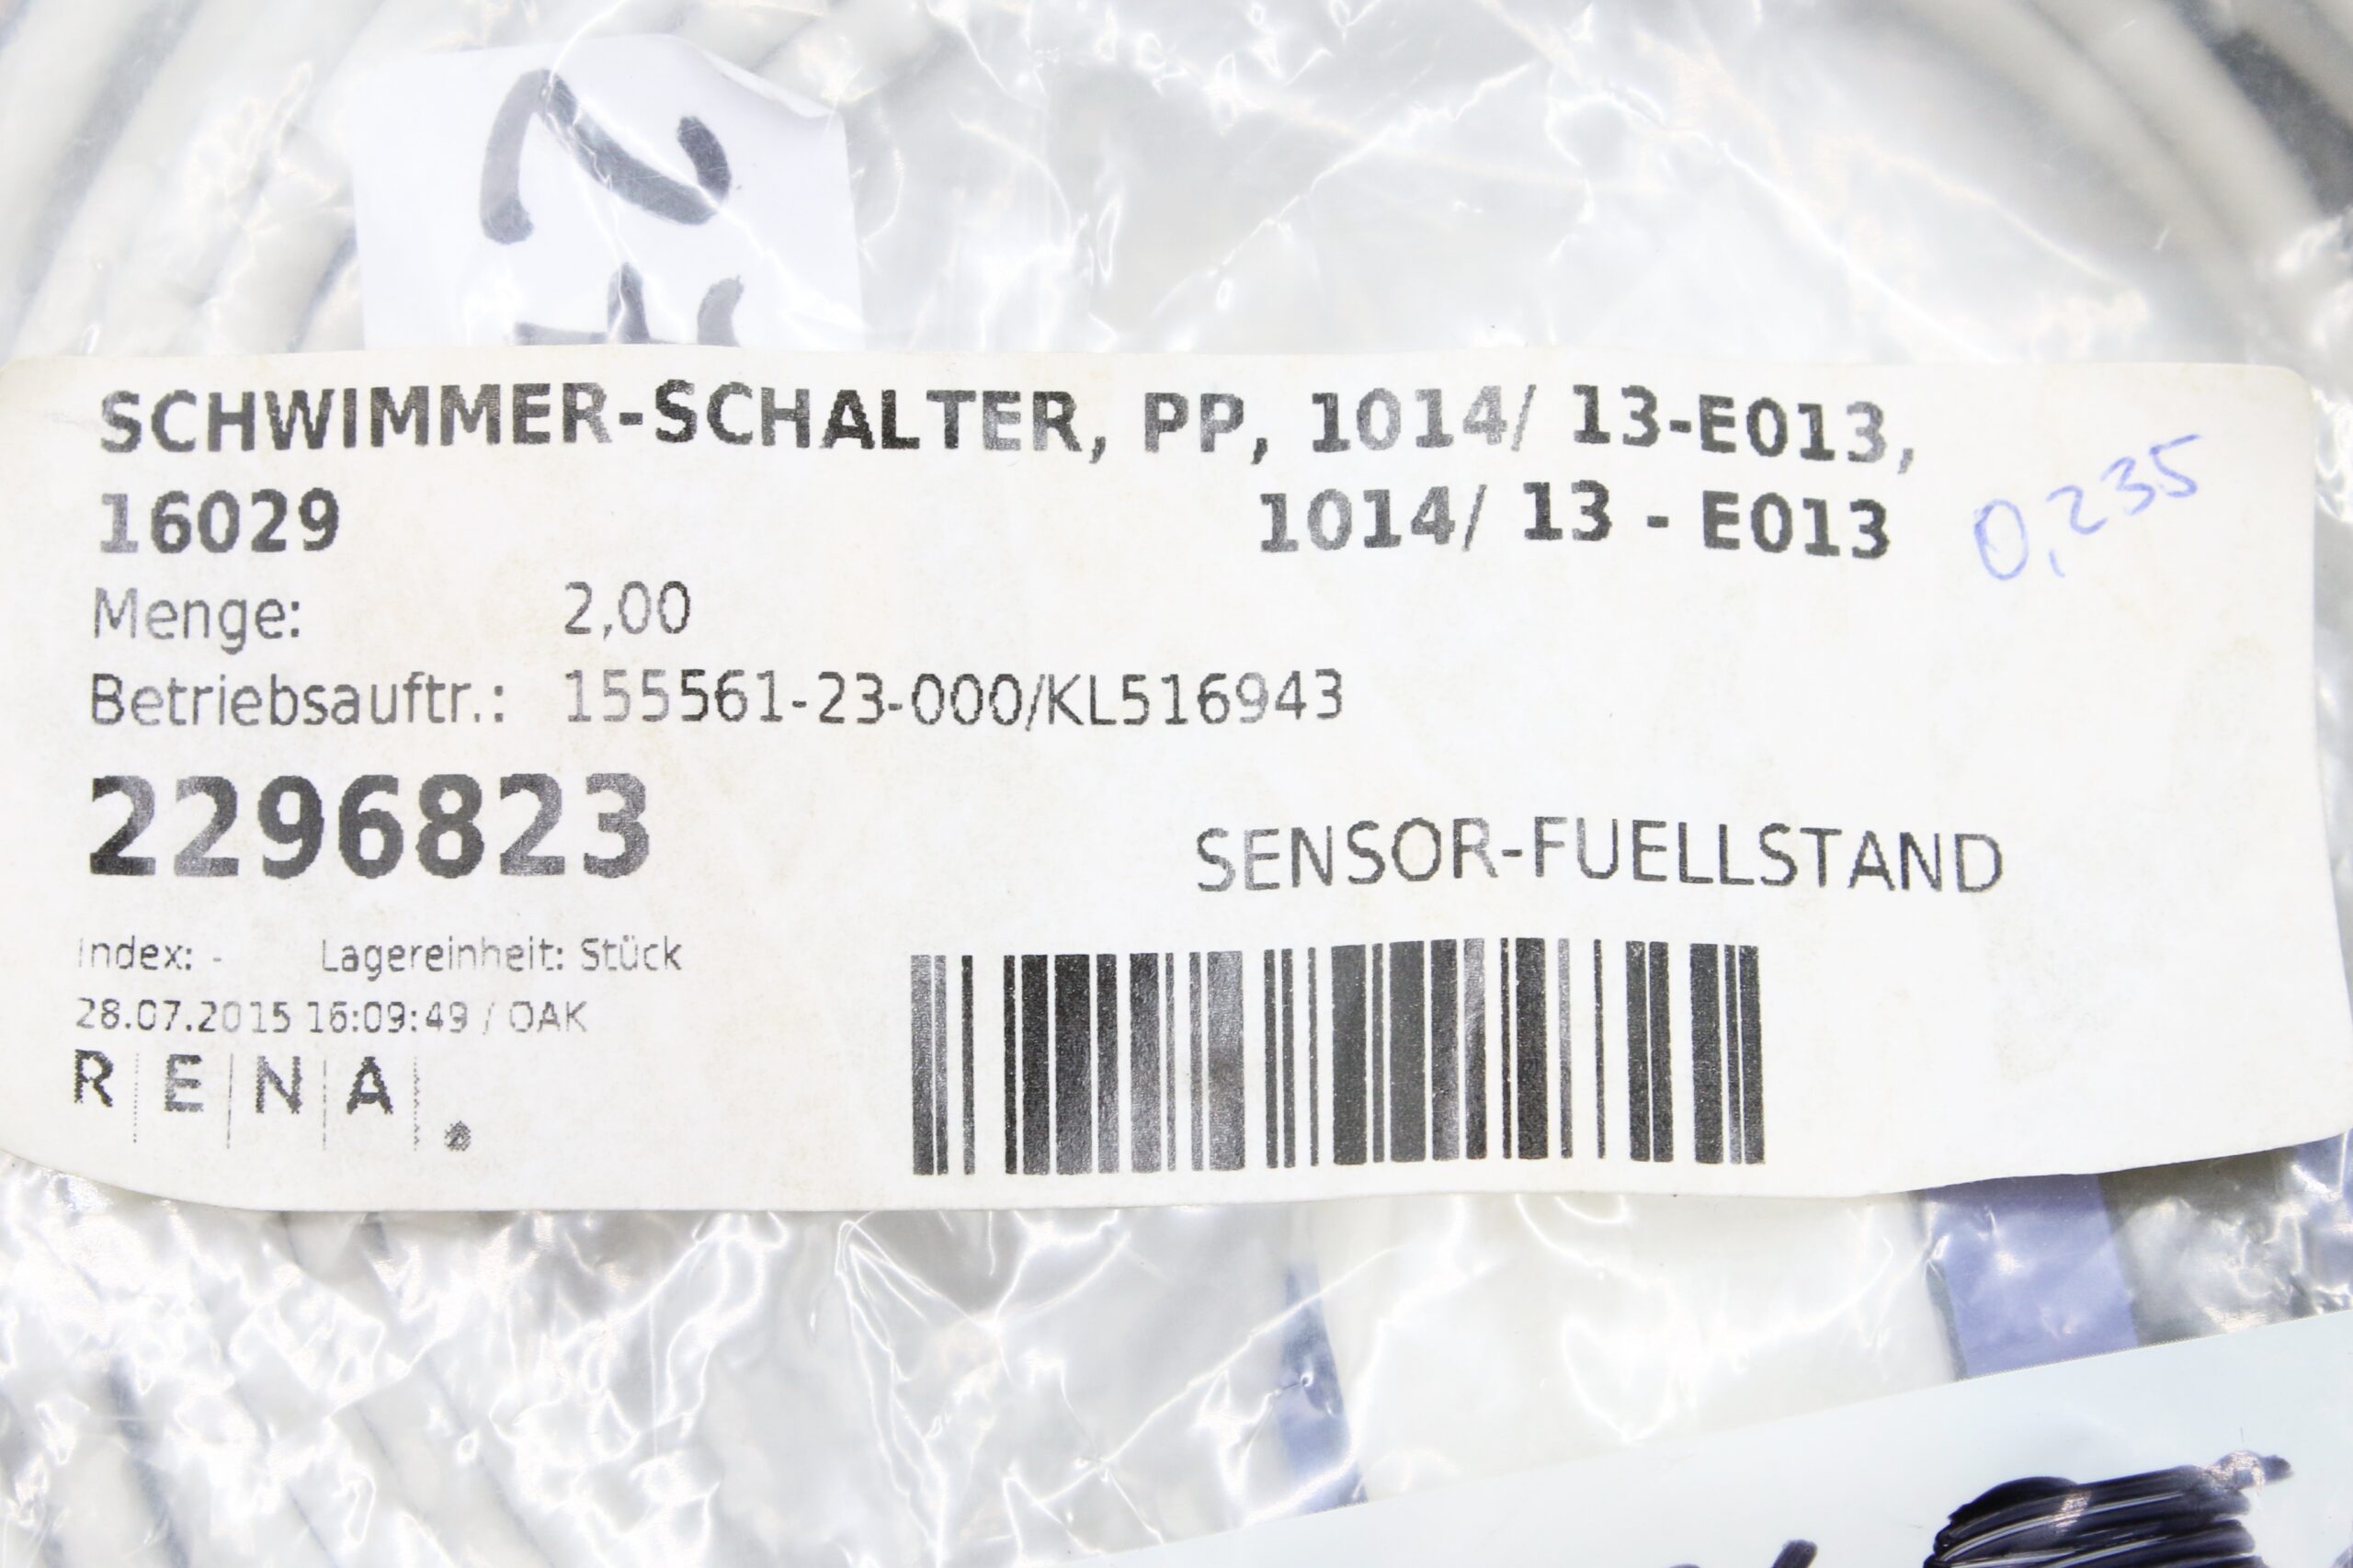 SCHWIMMER-SCHALTER, PP, 1014/ 13-E013,
16029 1014/ 13 - E013
0,235
Menge: 2,00
Betriebsauftr.: 155561-23-000/KL516943
2296823
SENSOR-FUELLSTAND
Index: - Lagereinheit: Stück
28.07.2015 16:09:49 / OAK
RENA.